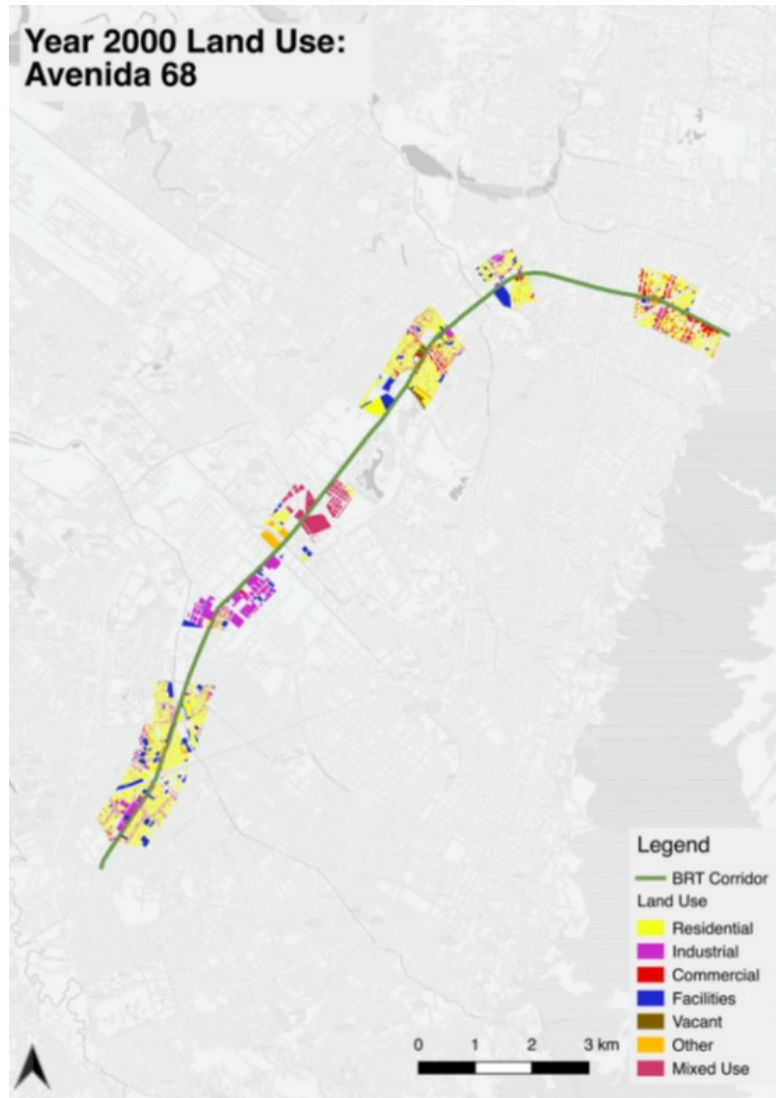 Year 2000 Land Use:
Avenida 68
Legend
BRT Corridor
Land Use
Residential
Industrial
Commercial
Facilities
Vacant
Other
Mixed Use
0 1 2 3 km